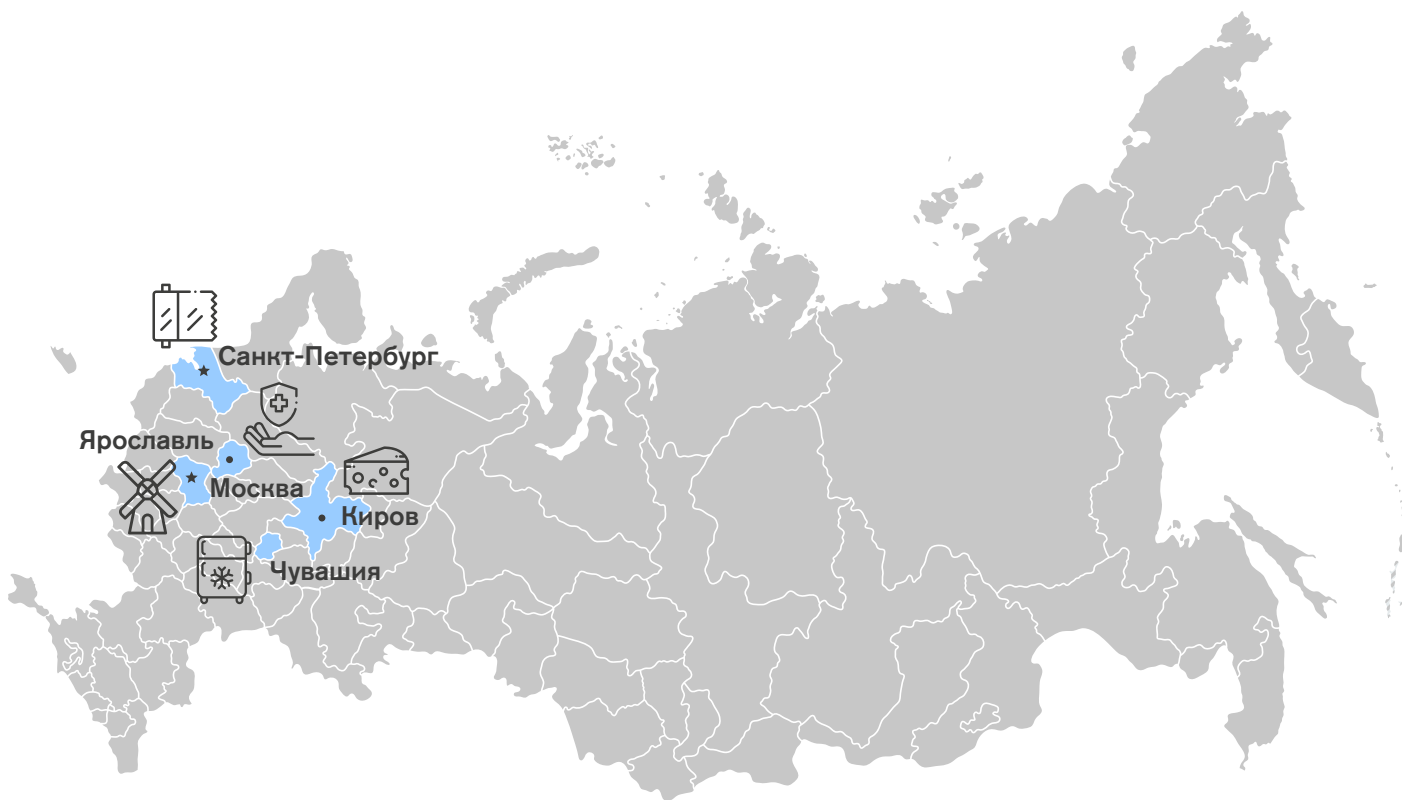 Санкт-Петербург
Ярославль
Москва
Киров
Чувашия